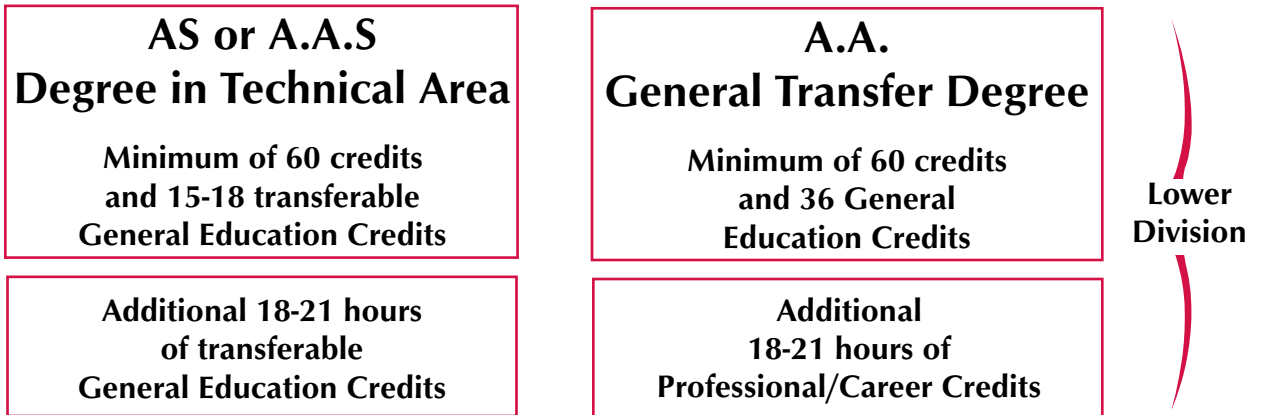 AS or A.A.S
Degree in Technical Area
Minimum of 60 credits
and 15-18 transferable
General Education Credits
A.A.
General Transfer Degree
Minimum of 60 credits
and 36 General
Education Credits
Lower
Division
Additional 18-21 hours
of transferable
General Education Credits
Additional
18-21 hours of
Professional/Career Credits